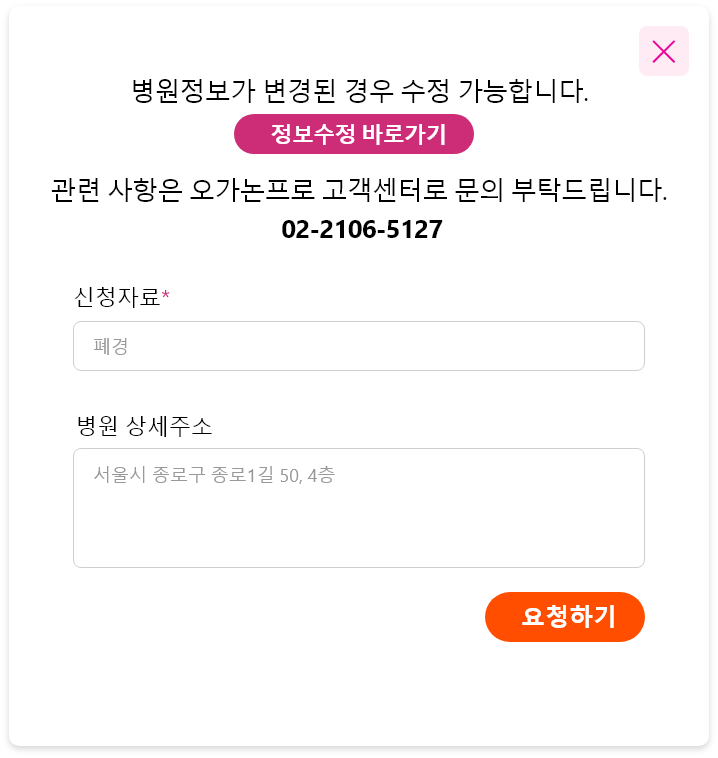 병원정보가 변경된 경우 수정 가능합니다.
정보수정 바로가기
관련 사항은 오가논프로 고객센터로 문의 부탁드립니다.
02-2106-5127
신청자료*
폐경
병원 상세주소
서울시 종로구 종로1길 50, 4층
요청하기